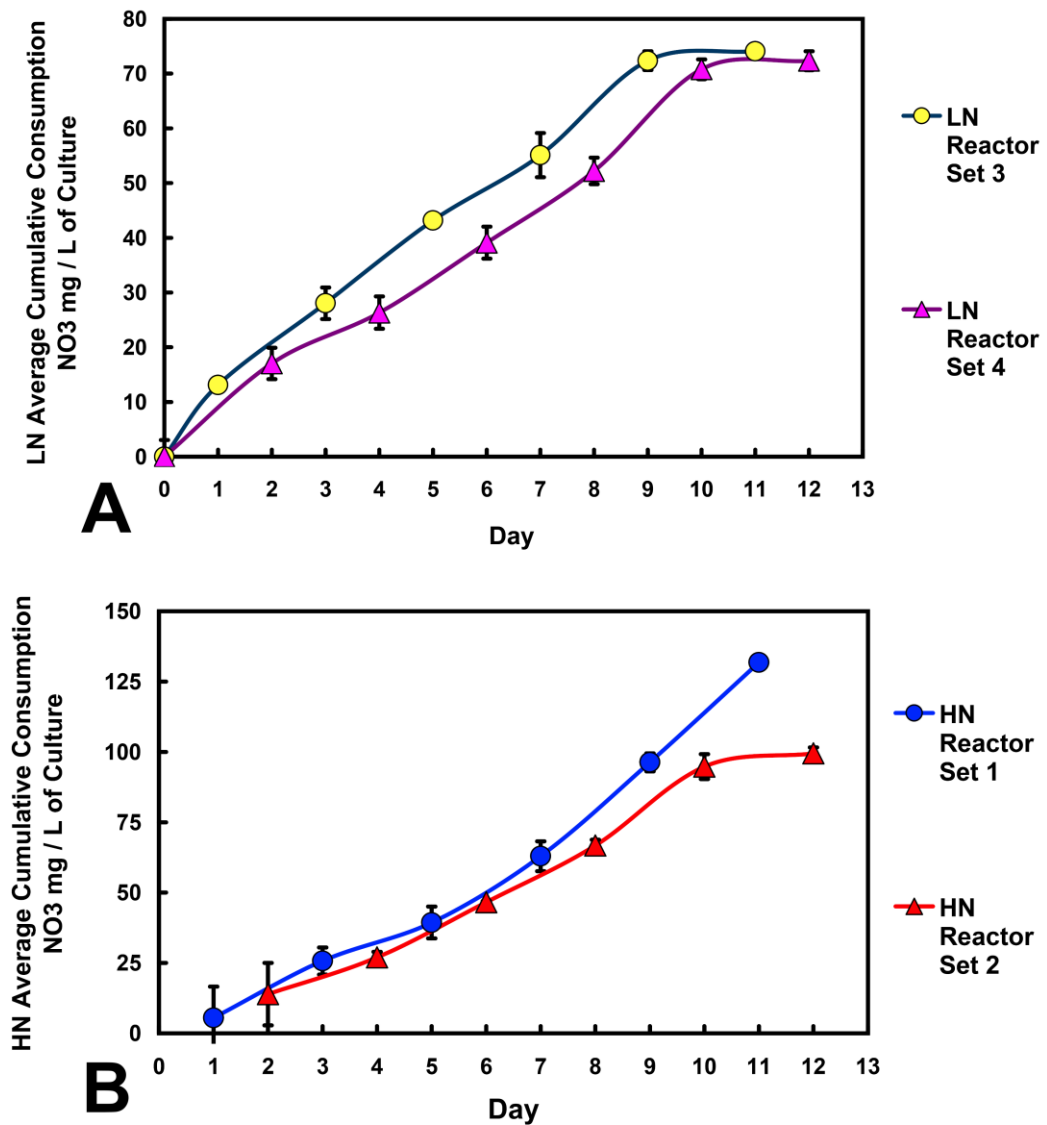 LN Average Cumulative Consumption
NO3 mg / L of Culture
80
70
60
50
40
30
20
10
0
0 1 2 3 4 5 6 7 8 9 10 11 12 13
Day
A
LN
Reactor
Set 3
LN
Reactor
Set 4
HN Average Cumulative Consumption
NO3 mg / L of Culture
150
125
100
75
50
25
0
0 1 2 3 4 5 6 7 8 9 10 11 12 13
Day
B
HN
Reactor
Set 1
HN
Reactor
Set 2